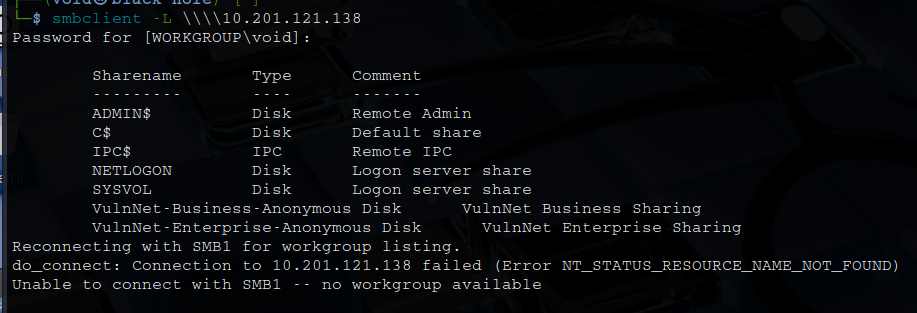 └─$ smbclient -L \\\\10.201.121.138
Password for [WORKGROUP\void]:
Sharename Type Comment
--------- ---- -------
ADMIN$ Disk Remote Admin
C$ Disk Default share
IPC$ IPC Remote IPC
NETLOGON Disk Logon server share
SYSVOL Disk Logon server share
VulnNet-Business-Anonymous Disk VulnNet Business Sharing
VulnNet-Enterprise-Anonymous Disk VulnNet Enterprise Sharing
Reconnecting with SMB1 for workgroup listing.
do_connect: Connection to 10.201.121.138 failed (Error NT_STATUS_RESOURCE_NAME_NOT_FOUND)
Unable to connect with SMB1 -- no workgroup available